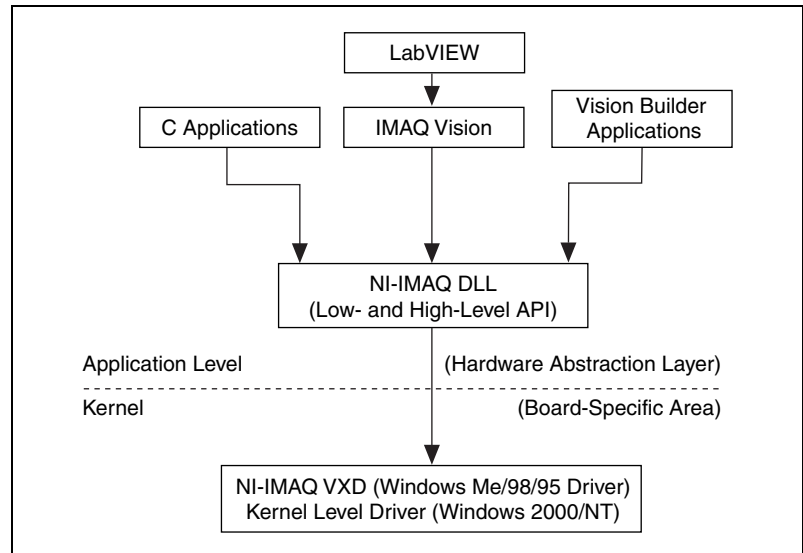 LabVIEW
C Applications
IMAQ Vision
Vision Builder
Applications
NI-IMAQ DLL
(Low- and High-Level API)
Application Level
(Hardware Abstraction Layer)
Kernel
(Board-Specific Area)
NI-IMAQ VXD (Windows Me/98/95 Driver)
Kernel Level Driver (Windows 2000/NT)